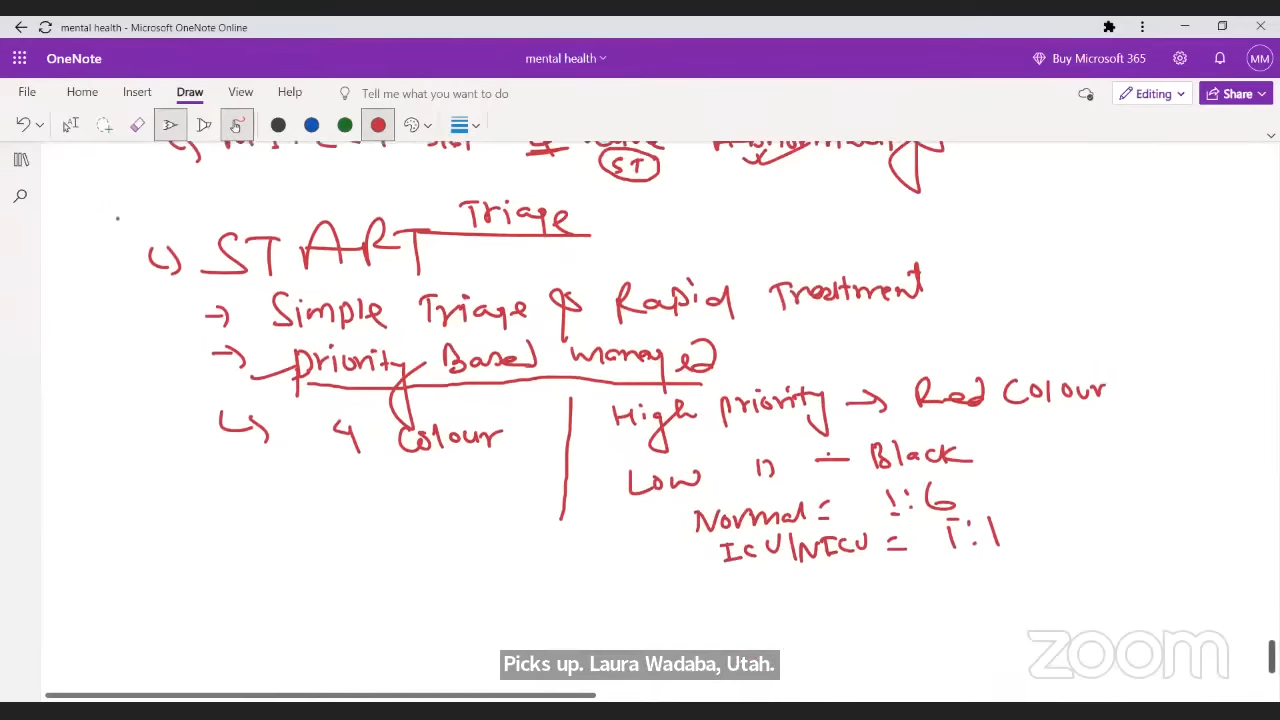 mental health - Microsoft OneNote Online
OneNote
mental health
Buy Microsoft 365
MM
File Home Insert Draw View Help Tell me what you want to do
Editing
Share
ST
START Triage
→ Simple Triage & Rapid Treatment
→ Priority Based managed
4 Colour
High priority → Red Colour
Low 1) - Black
Normal = 1:6
ICU/NICU = 1:1
Picks up. Laura Wadaba, Utah.
zoom